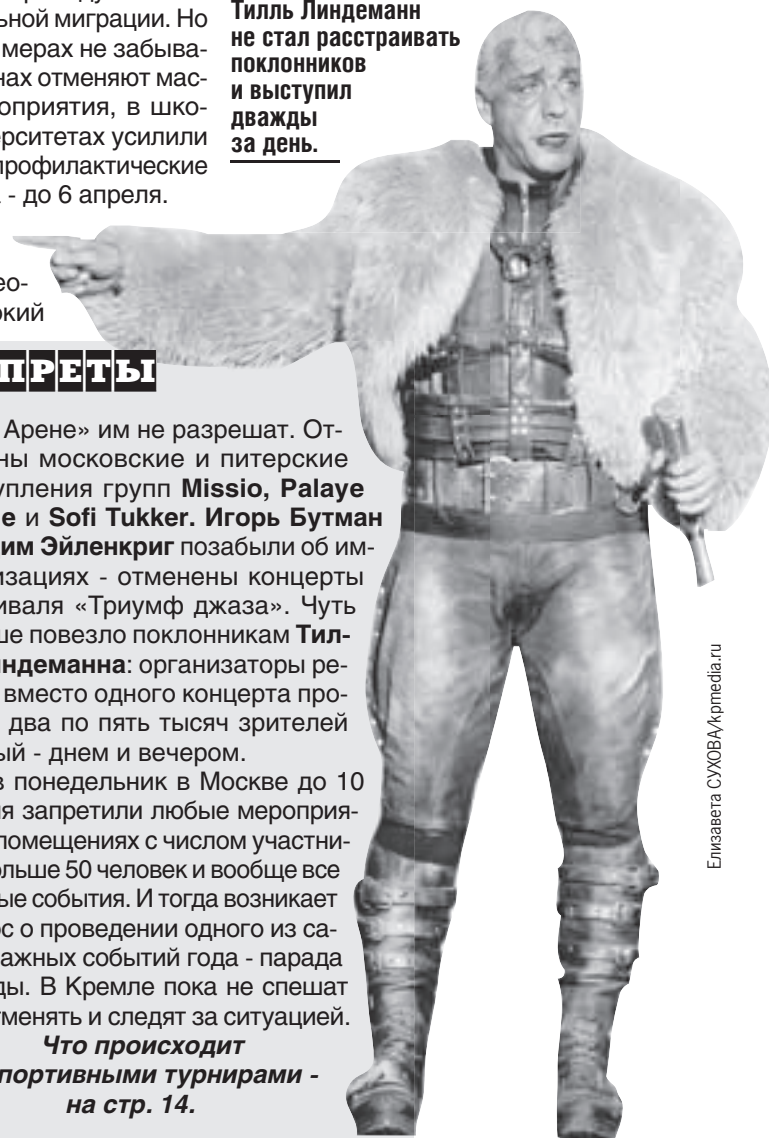 льной миграции. Но
мерах не забыва-
нах отменяют мас-
оприятия, в шко-
ерситетах усилили
профилактические
- до 6 апреля.
Тилль Линдеманн
не стал расстраивать
поклонников
и выступил
дважды
за день.
ео-
окий
ПРЕТЫ
Арене» им не разрешат. От-
ны московские и питерские
упления групп Missio, Palaye
e и Sofi Tukker. Игорь Бутман
им Эйленкриг позабыли об им-
изациях - отменены концерты
иваля «Триумф джаза». Чуть
ше повезло поклонникам Тил-
ндеманна: организаторы ре-
вместо одного концерта про-
два по пять тысяч зрителей
ый - днем и вечером.
в понедельник в Москве до 10
я запретили любые мероприя-
помещениях с числом участни-
ольше 50 человек и вообще все
ые события. И тогда возникает
ос о проведении одного из са-
ажных событий года - парада
ды. В Кремле пока не спешат
тменять и следят за ситуацией.
Что происходит
портивными турнирами -
на стр. 14.
Елизавета СУХОВА/kpmedia.ru